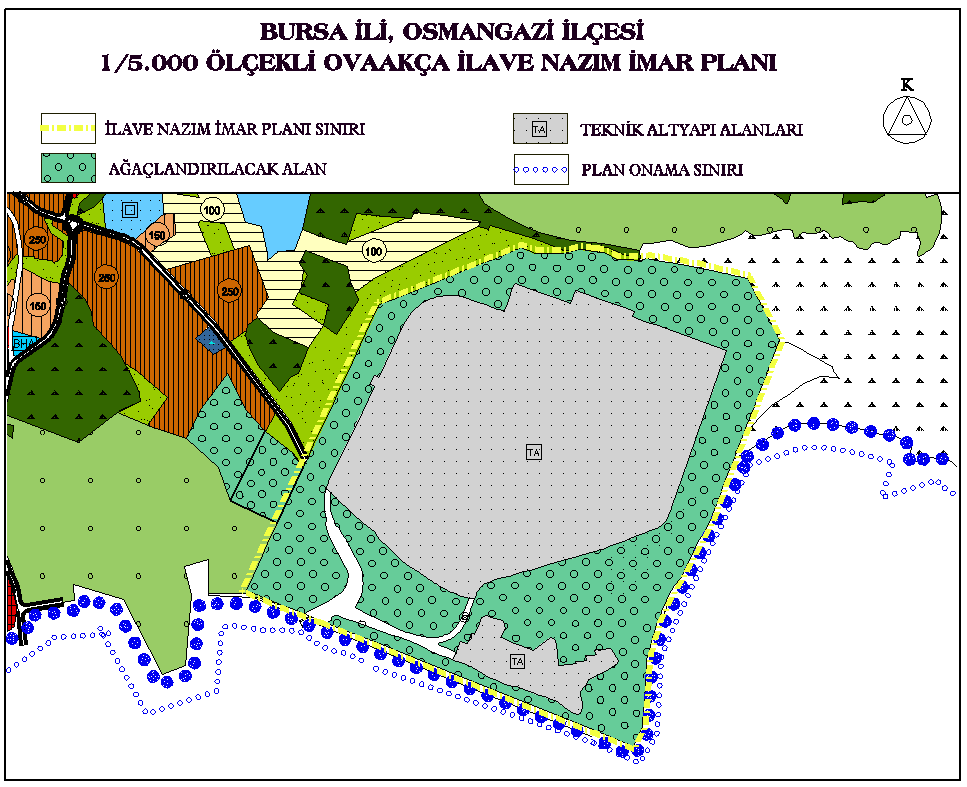 BURSA İLİ, OSMANGAZİ İLÇESİ
1/5.000 ÖLÇEKLİ OVAAKÇA İLAVE NAZIM İMAR PLANI
K
İLAVE NAZIM İMAR PLANI SINIRI
TA TEKNİK ALTYAPI ALANLARI
AĞAÇLANDIRILACAK ALAN
PLAN ONAMA SINIRI
100
150
250
100
250
250
150
BHA
TA
TA